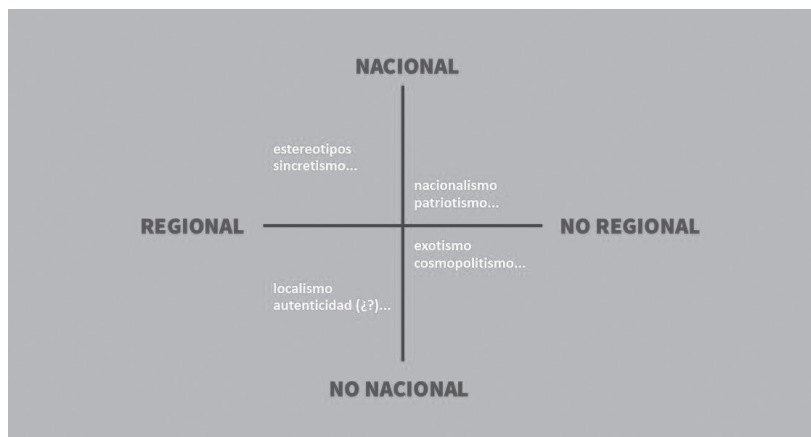 NACIONAL
estereotipos
sincretismo...
nacionalismo
patriotismo...
REGIONAL
NO REGIONAL
exotismo
cosmopolitismo...
localismo
autenticidad (¿?)...
NO NACIONAL